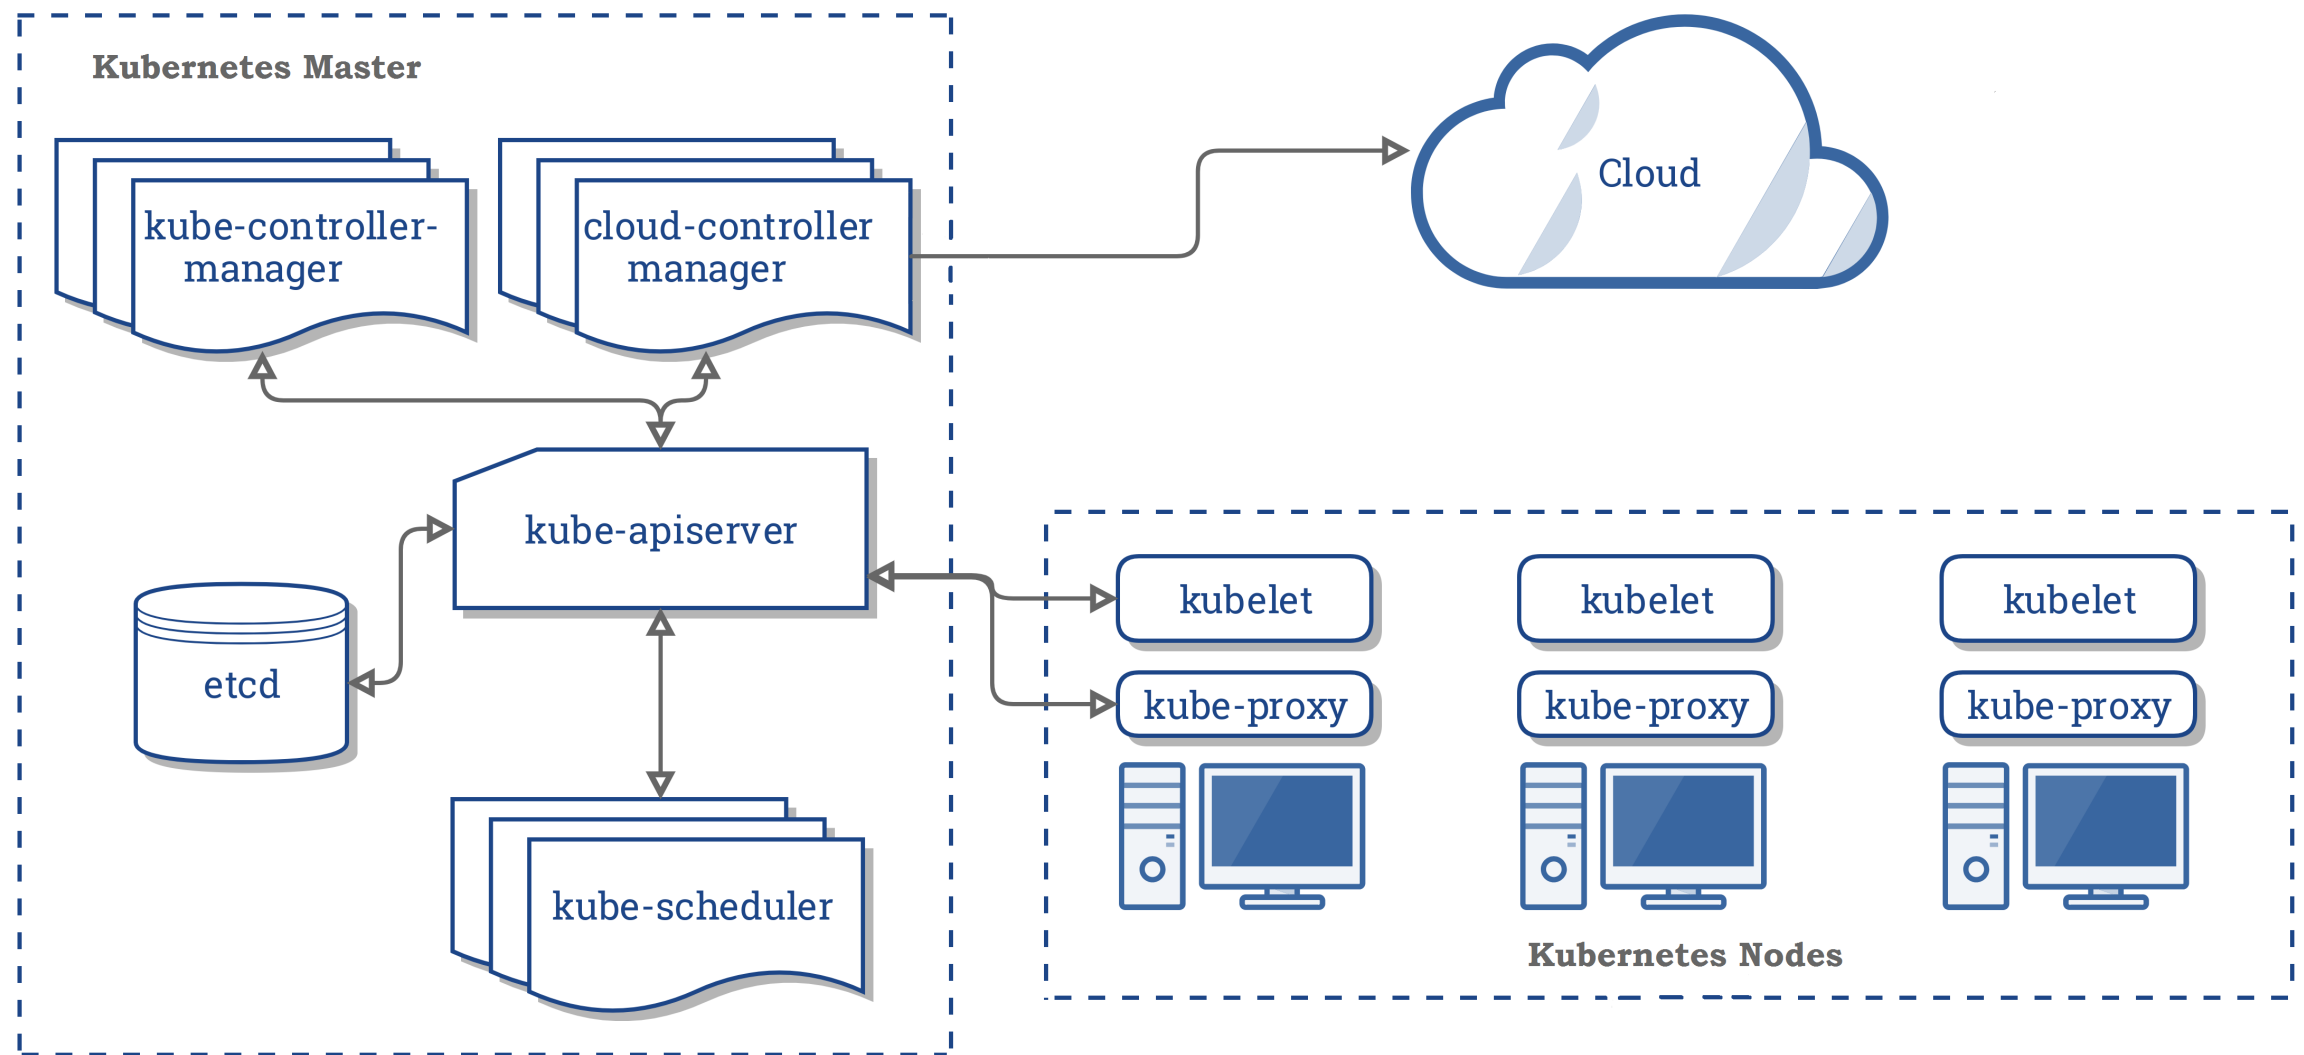 Kubernetes Master
kube-controller-
manager
cloud-controller
manager
Cloud
kube-apiserver
etcd
kube-scheduler
kubelet
kubelet
kubelet
kube-proxy
kube-proxy
kube-proxy
Kubernetes Nodes